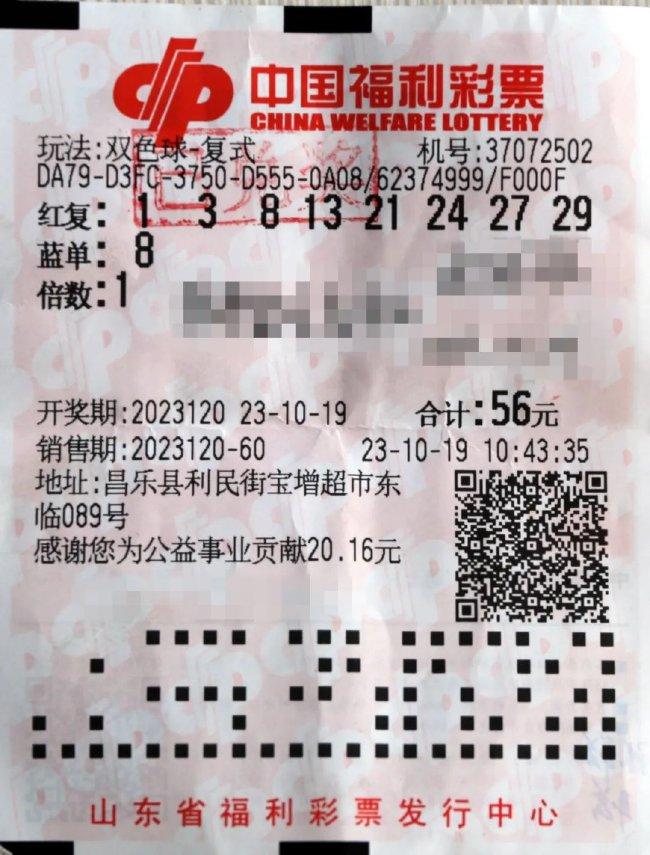 中国福利彩票
CHINA WELFARE LOTTERY
玩法:双色球-复式 机号:37072502
DA79-D3FC-3750-D555-0A08/62374999/F000F
红复: 1 3 8 13 21 24 27 29
蓝单: 8
倍数:1
开奖期:2023120 23-10-19 合计:56元
销售期:2023120-60 23-10-19 10:43:35
地址:昌乐县利民街宝增超市东
临089号
感谢您为公益事业贡献20.16元
山东省福利彩票发行中心